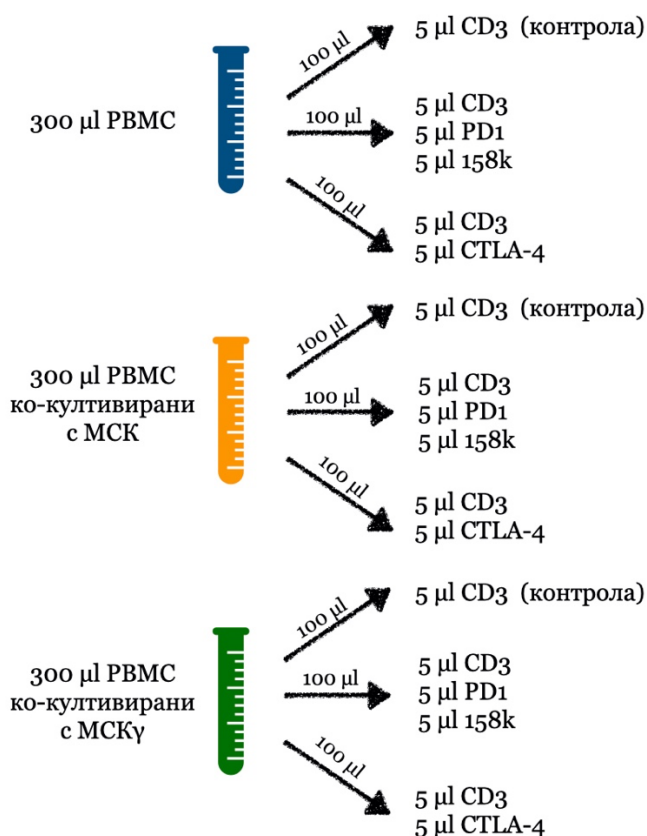 100 µl
5 µl CD3 (контрола)
300 µl PBMC
100 µl
5 µl CD3
5 µl PD1
5 µl 158k
100 µl
5 µl CD3
5 µl CTLA-4
100 µl
5 µl CD3 (контрола)
300 µl PBMC
ко-култивирани
с МСК
100 µl
5 µl CD3
5 µl PD1
5 µl 158k
100 µl
5 µl CD3
5 µl CTLA-4
100 µl
5 µl CD3 (контрола)
300 µl PBMC
ко-култивирани
с МСКγ
100 µl
5 µl CD3
5 µl PD1
5 µl 158k
100 µl
5 µl CD3
5 µl CTLA-4